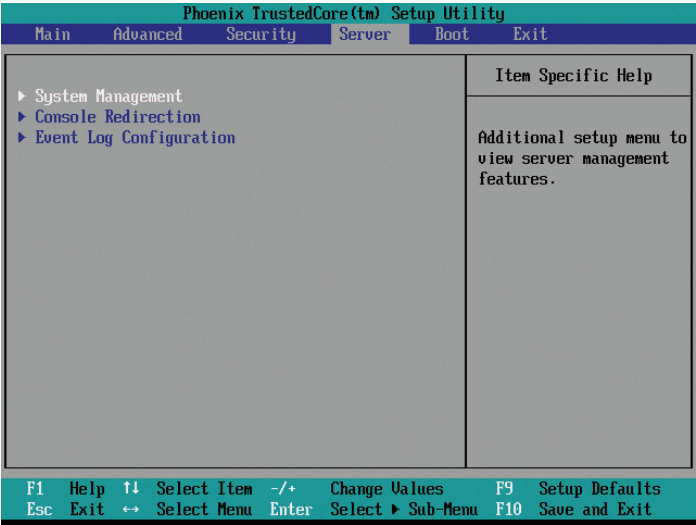 Phoenix TrustedCore(tm) Setup Utility
Main Advanced Security Server Boot Exit
Item Specific Help
▶ System Management
▶ Console Redirection
▶ Event Log Configuration
Additional setup menu to
view server management
features.
F1 Help ↑↓ Select Item -/+ Change Values F9 Setup Defaults
Esc Exit ↔ Select Menu Enter Select ▶ Sub-Menu F10 Save and Exit